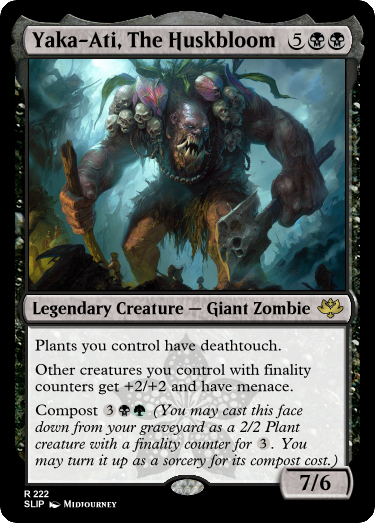 Yaka-Ati, The Huskbloom 5
Legendary Creature — Giant Zombie
Plants you control have deathtouch.
Other creatures you control with finality
counters get +2/+2 and have menace.
Compost 3 (You may cast this face
down from your graveyard as a 2/2 Plant
creature with a finality counter for 3. You
may turn it up as a sorcery for its compost cost.)
7/6
R 222
SLIP Midjourney